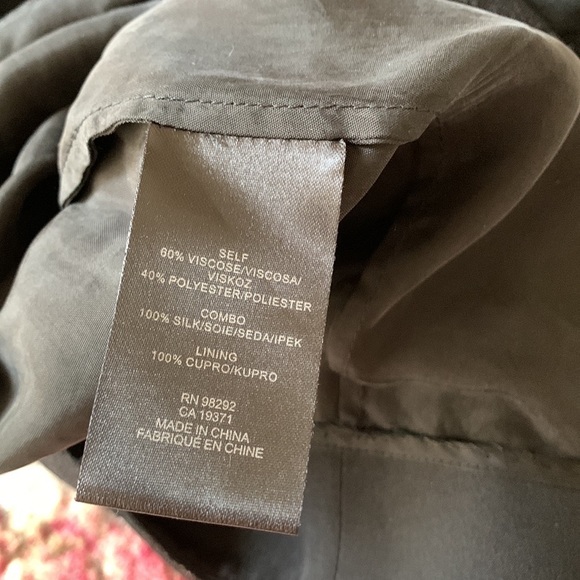 SELF
60% VISCOSE/VISCOSA/
VISKOZ
40% POLYESTER/POLIESTER
COMBO
100% SILK/SOIE/SEDA/IPEK
LINING
100% CUPRO/KUPRO
RN 98292
CA 19371
MADE IN CHINA
FABRIQUÉ EN CHINE